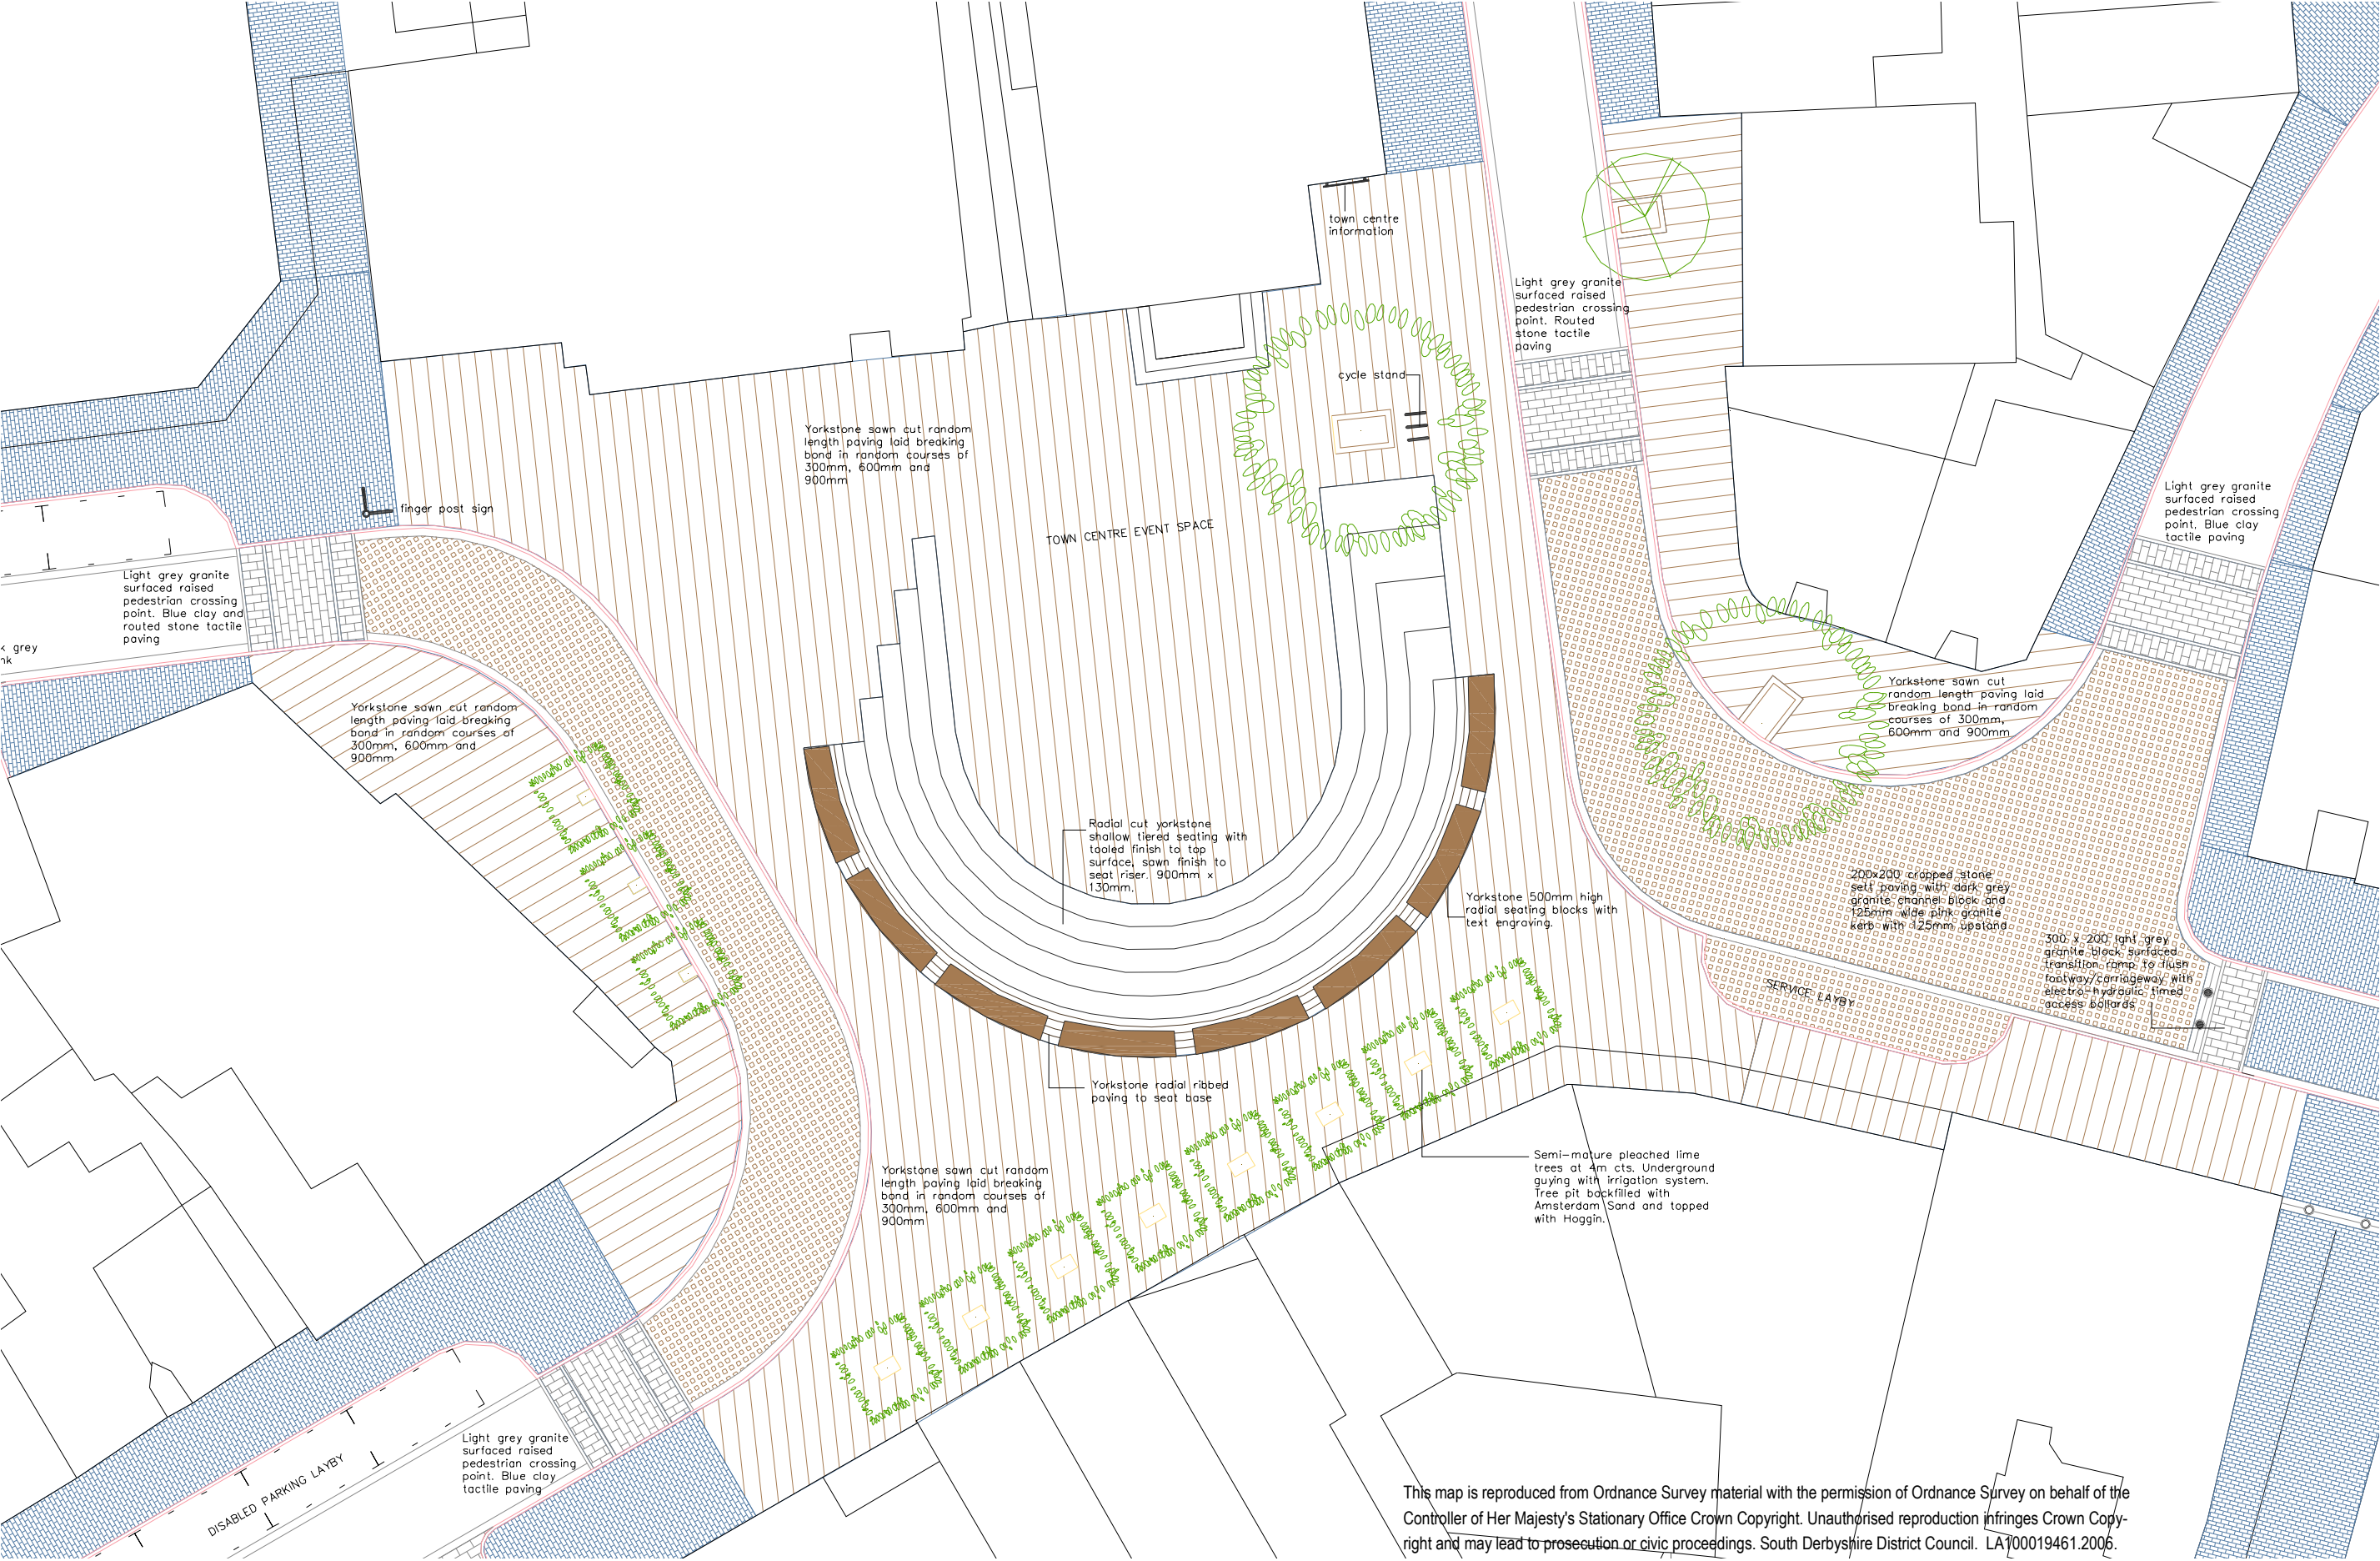 town centre
information
Light grey granite
surfaced raised
pedestrian crossing
point. Routed
stone tactile
paving
cycle stand
Yorkstone sawn cut random
length paving laid breaking
bond in random courses of
300mm, 600mm and
900mm
finger post sign
TOWN CENTRE EVENT SPACE
Light grey granite
surfaced raised
pedestrian crossing
point. Blue clay
tactile paving
Light grey granite
surfaced raised
pedestrian crossing
point. Blue clay and
routed stone tactile
paving
grey
Yorkstone sawn cut random
length paving laid breaking
bond in random courses of
300mm, 600mm and
900mm
Yorkstone sawn cut
random length paving laid
breaking bond in random
courses of 300mm,
600mm and 900mm
Radial cut yorkstone
shallow tiered seating with
tooled finish to top
surface, sawn finish to
seat riser. 900mm x
130mm.
Yorkstone 500mm high
radial seating blocks with
text engraving.
200x200 cropped stone
sett paving with dark grey
granite channel block and
125mm wide pink granite
kerb with 125mm upstand
300 x 200 lght grey
granite block surfaced
transition ramp to flush
footway/carriageway with
electro-hydraulic timed
access bollards
SERVICE LAYBY
Yorkstone radial ribbed
paving to seat base
Yorkstone sawn cut random
length paving laid breaking
bond in random courses of
300mm, 600mm and
900mm
Semi-mature pleached lime
trees at 4m cts. Underground
guying with irrigation system.
Tree pit backfilled with
Amsterdam Sand and topped
with Hoggin.
Light grey granite
surfaced raised
pedestrian crossing
point. Blue clay
tactile paving
DISABLED PARKING LAYBY
This map is reproduced from Ordnance Survey material with the permission of Ordnance Survey on behalf of the
Controller of Her Majesty's Stationary Office Crown Copyright. Unauthorised reproduction infringes Crown Copy-
right and may lead to prosecution or civic proceedings. South Derbyshire District Council. LA100019461.2006.